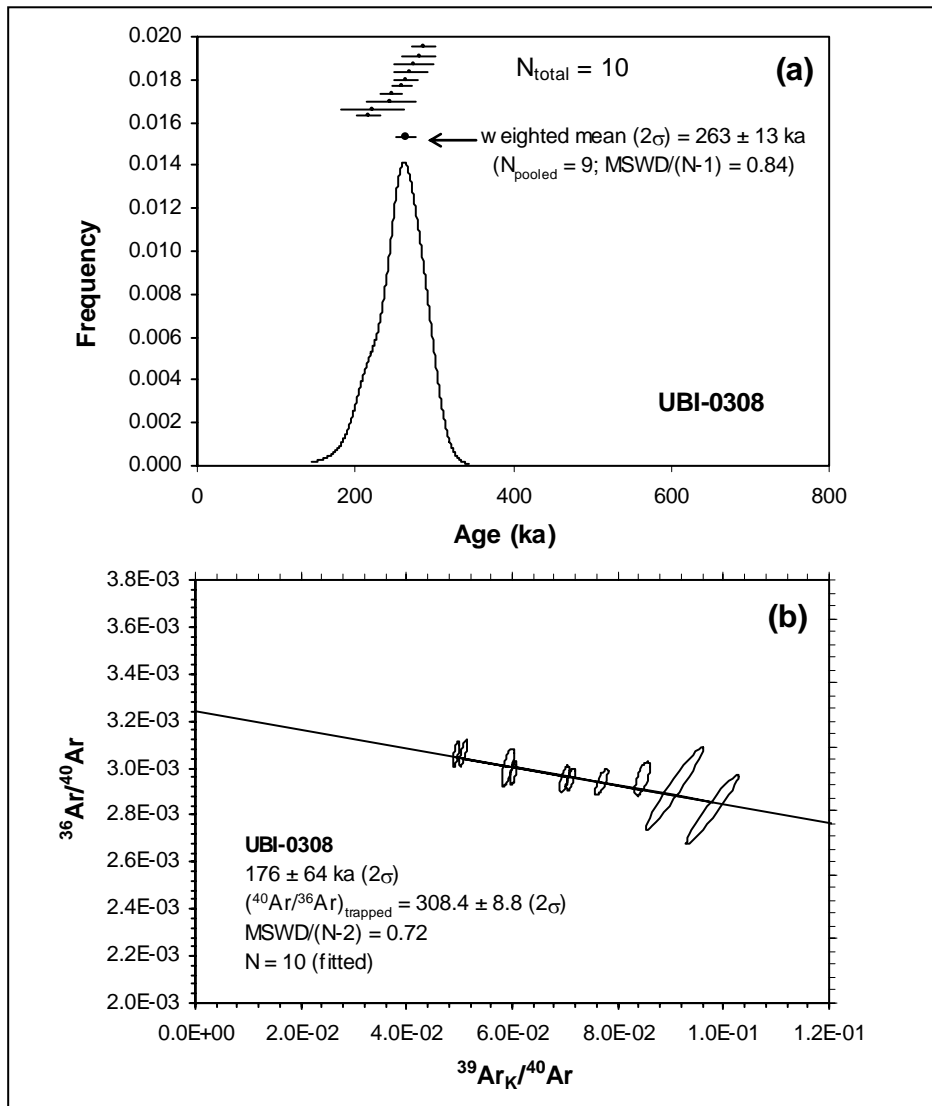 (a)
N_total = 10
weighted mean (2σ) = 263 ± 13 ka
(N_pooled = 9; MSWD/(N-1) = 0.84)
UBI-0308
Frequency
0.020
0.018
0.016
0.014
0.012
0.010
0.008
0.006
0.004
0.002
0.000
0 200 400 600 800
Age (ka)
(b)
³⁶Ar/⁴⁰Ar
3.8E-03
3.6E-03
3.4E-03
3.2E-03
3.0E-03
2.8E-03
2.6E-03
2.4E-03
2.2E-03
2.0E-03
UBI-0308
176 ± 64 ka (2σ)
(⁴⁰Ar/³⁶Ar)_trapped = 308.4 ± 8.8 (2σ)
MSWD/(N-2) = 0.72
N = 10 (fitted)
0.0E+00 2.0E-02 4.0E-02 6.0E-02 8.0E-02 1.0E-01 1.2E-01
³⁹Ar_K/⁴⁰Ar